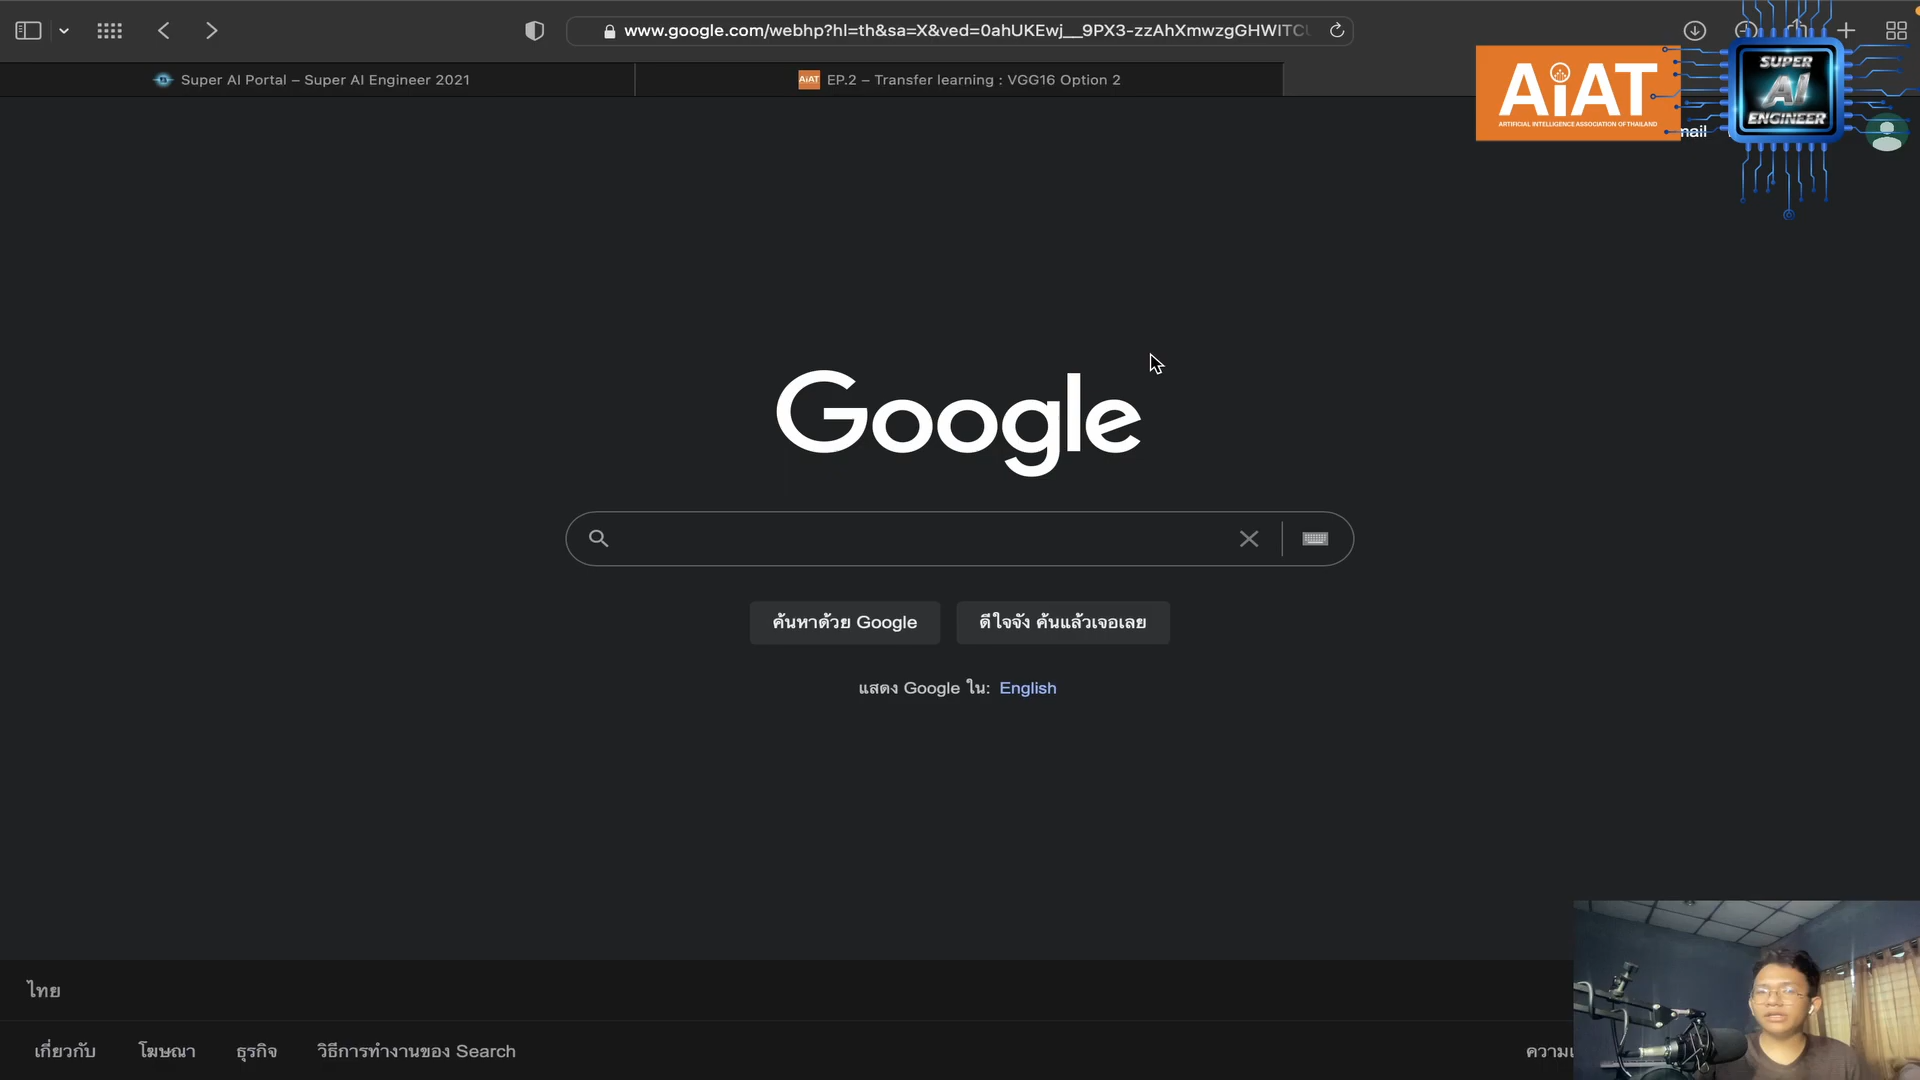 www.google.com/webhp?hl=th&sa=X&ved=0ahUKEwj__9PX3-zzAhXmwzgGHWITC
Super AI Portal – Super AI Engineer 2021
AiAT EP.2 – Transfer learning : VGG16 Option 2
AiAT
ARTIFICIAL INTELLIGENCE ASSOCIATION OF THAILAND
SUPER
AI
ENGINEER
mail
Google
ค้นหาด้วย Google
ดีใจจัง ค้นแล้วเจอเลย
แสดง Google ใน: English
ไทย
เกี่ยวกับ โฆษณา ธุรกิจ วิธีการทำงานของ Search